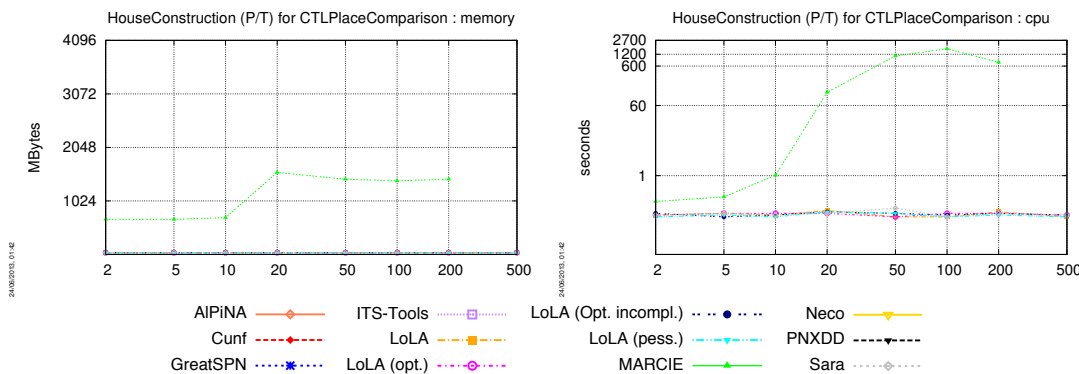 HouseConstruction (P/T) for CTLPlaceComparison : memory
4096
3072
2048
1024
MBytes
2 5 10 20 50 100 200 500
24/06/2013, 01:42
HouseConstruction (P/T) for CTLPlaceComparison : cpu
2700
1200
600
60
1
seconds
2 5 10 20 50 100 200 500
24/06/2013, 01:42
AlPiNA
Cunf
GreatSPN
ITS-Tools
LoLA
LoLA (opt.)
LoLA (Opt. incompl.)
LoLA (pess.)
MARCIE
Neco
PNXDD
Sara